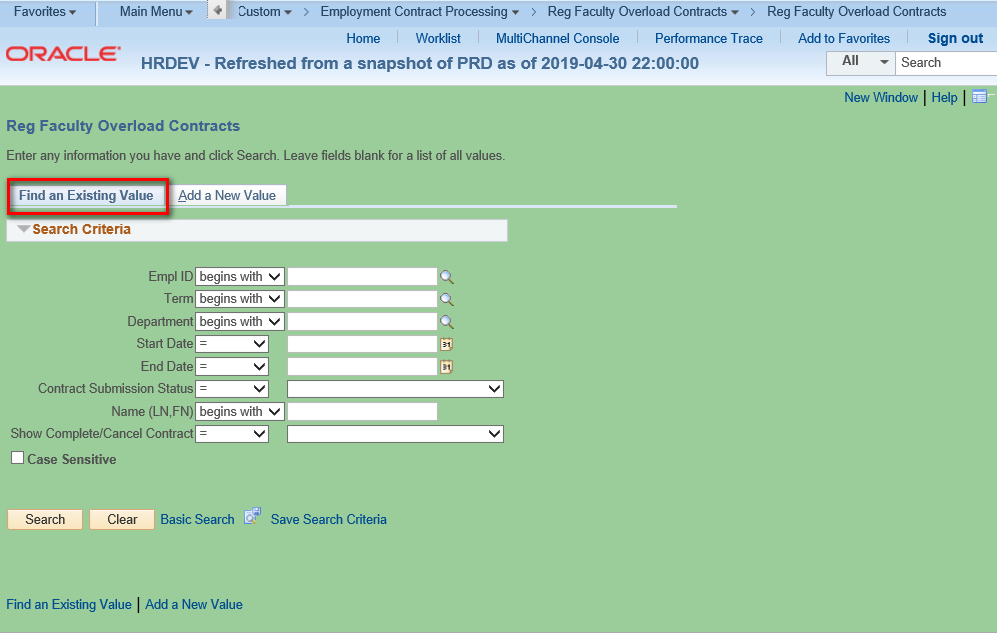 Favorites Main Menu Custom > Employment Contract Processing > Reg Faculty Overload Contracts > Reg Faculty Overload Contracts
Home Worklist MultiChannel Console Performance Trace Add to Favorites Sign out
ORACLE®
HRDEV - Refreshed from a snapshot of PRD as of 2019-04-30 22:00:00
All Search
New Window | Help |
Reg Faculty Overload Contracts
Enter any information you have and click Search. Leave fields blank for a list of all values.
Find an Existing Value Add a New Value
Search Criteria
Empl ID begins with
Term begins with
Department begins with
Start Date = 31
End Date = 31
Contract Submission Status =
Name (LN,FN) begins with
Show Complete/Cancel Contract =
Case Sensitive
Search Clear Basic Search Save Search Criteria
Find an Existing Value | Add a New Value